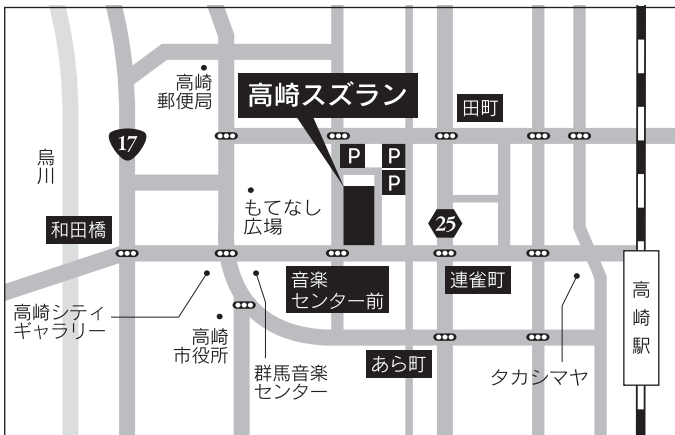 高崎
郵便局
高崎スズラン
田町
17
P
P
P
烏川
もてなし
広場
25
和田橋
音楽
センター前
連雀町
高崎駅
高崎シティ
ギャラリー
高崎
市役所
群馬音楽
センター
あら町
タカシマヤ